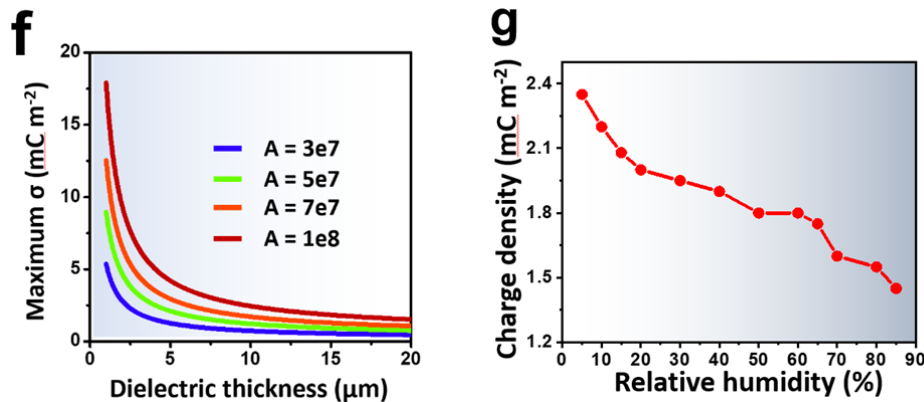 f
20
15
10
5
0
0
5
10
15
20
Maximum σ (mC m⁻²)
Dielectric thickness (μm)
A = 3e7
A = 5e7
A = 7e7
A = 1e8
g
2.4
2.1
1.8
1.5
1.2
0 10 20 30 40 50 60 70 80 90
Charge density (mC m⁻²)
Relative humidity (%)